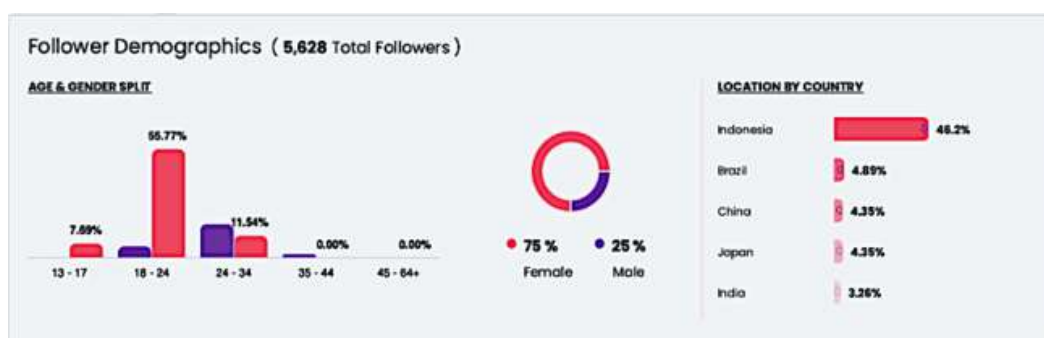 Follower Demographics ( 5,628 Total Followers )
AGE & GENDER SPLIT
55.77%
7.69%
11.54%
0.00%
0.00%
13 - 17
18 - 24
24 - 34
35 - 44
45 - 64+
75 %
Female
25 %
Male
LOCATION BY COUNTRY
Indonesia 46.2%
Brazil 4.89%
China 4.35%
Japan 4.35%
India 3.26%